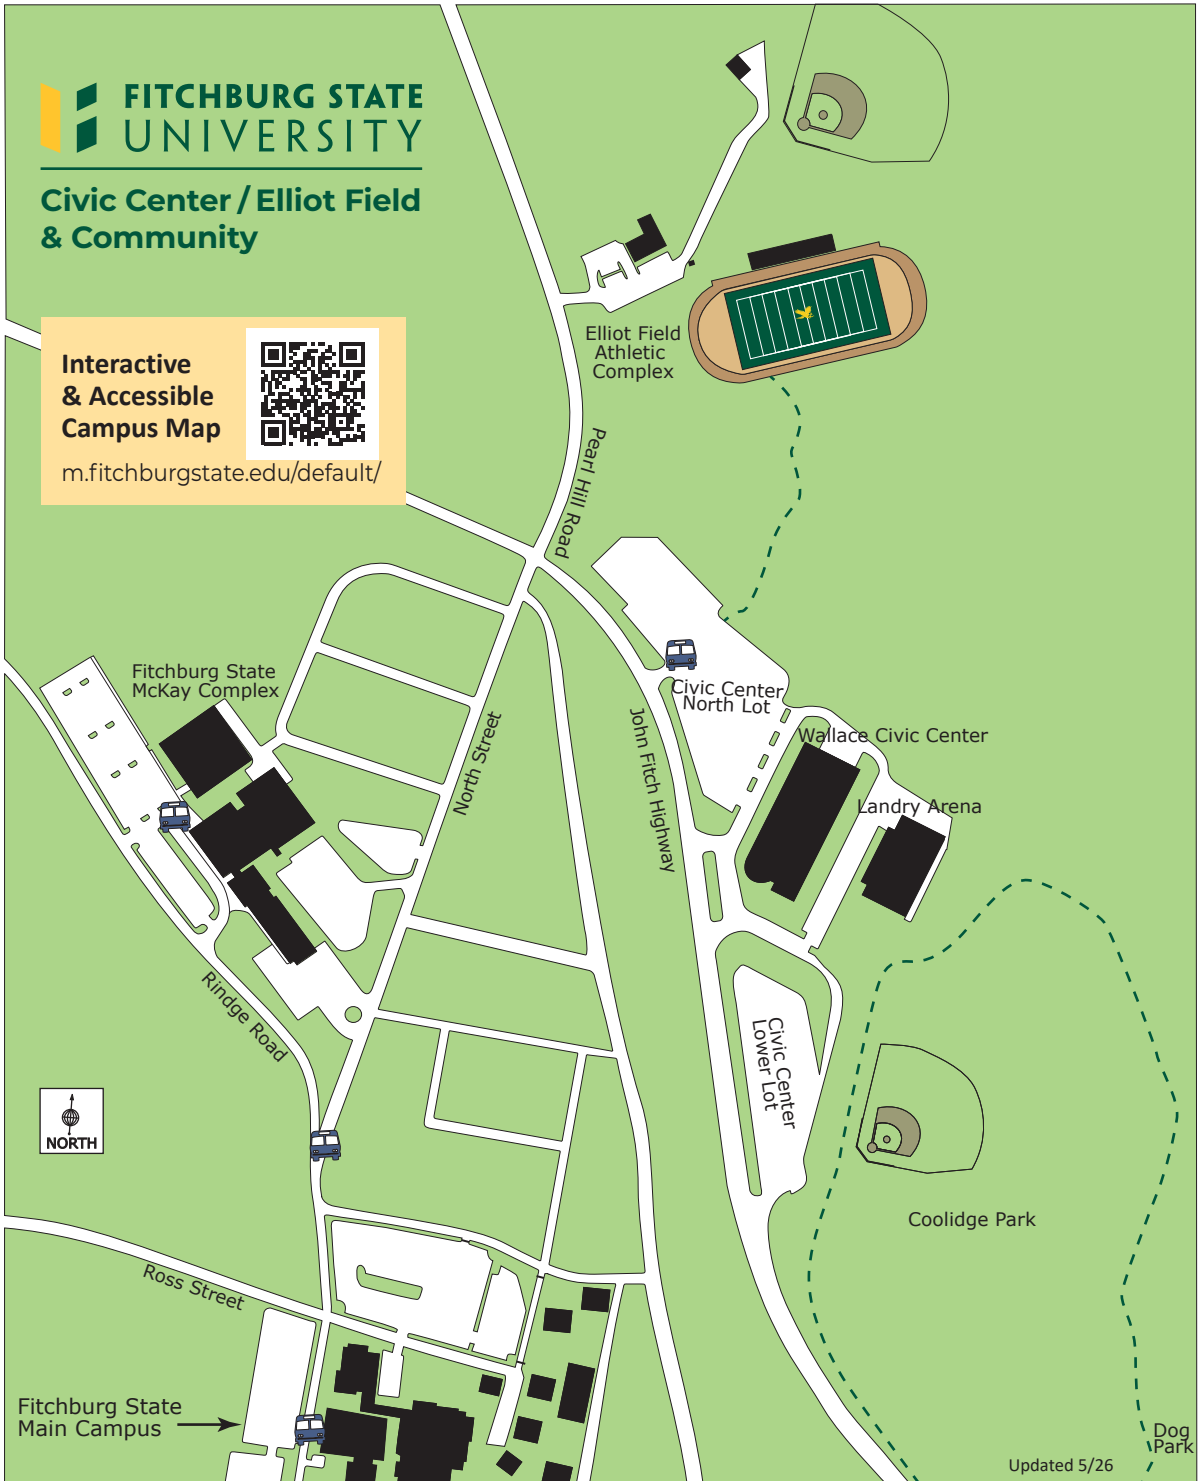 FITCHBURG STATE
UNIVERSITY
Civic Center / Elliot Field
& Community
Interactive
& Accessible
Campus Map
m.fitchburgstate.edu/default/
Elliot Field
Athletic
Complex
Pearl Hill Road
Fitchburg State
McKay Complex
Civic Center
North Lot
North Street
John Fitch Highway
Wallace Civic Center
Landry Arena
Rindge Road
Civic Center
Lower Lot
NORTH
Coolidge Park
Ross Street
Fitchburg State
Main Campus
Dog
Park
Updated 5/26